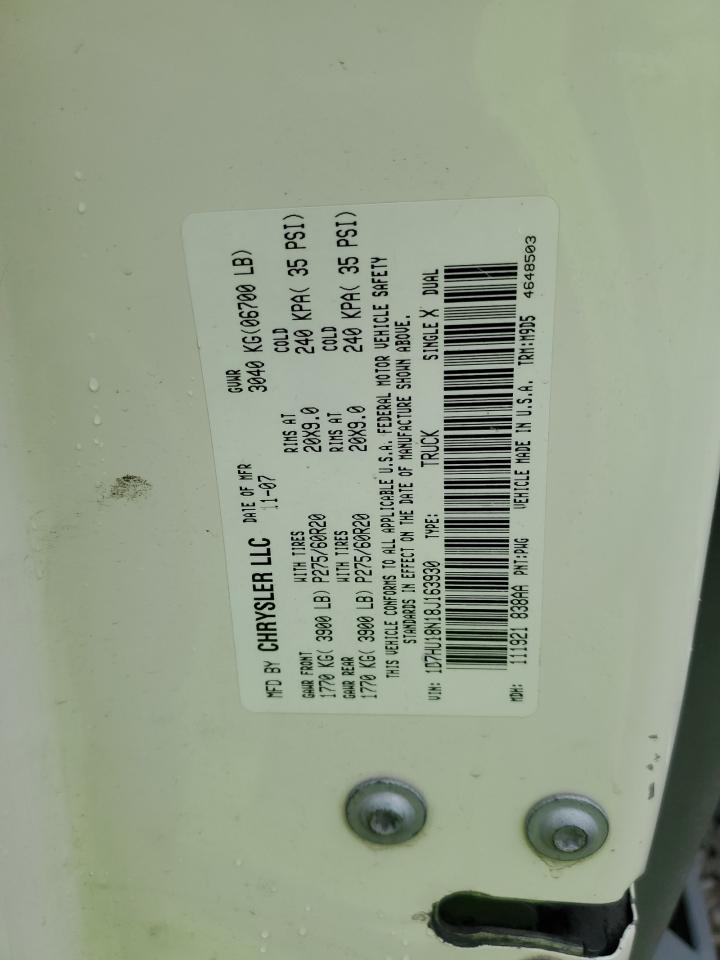 MFD BY CHRYSLER LLC DATE OF MFR GVWR
11-07 3040 KG(06700 LB)
GAWR FRONT WITH TIRES RIMS AT COLD
1770 KG( 3900 LB) P275/60R20 20X9.0 240 KPA( 35 PSI)
GAWR REAR WITH TIRES RIMS AT COLD
1770 KG( 3900 LB) P275/60R20 20X9.0 240 KPA( 35 PSI)
THIS VEHICLE CONFORMS TO ALL APPLICABLE U.S.A. FEDERAL MOTOR VEHICLE SAFETY
STANDARDS IN EFFECT ON THE DATE OF MANUFACTURE SHOWN ABOVE.
VIN: 1D7HU18N18J163930 TYPE: TRUCK SINGLE X DUAL
MDH: 111921 838AA PNT:PWG VEHICLE MADE IN U.S.A. TRM:M9D5 4648503